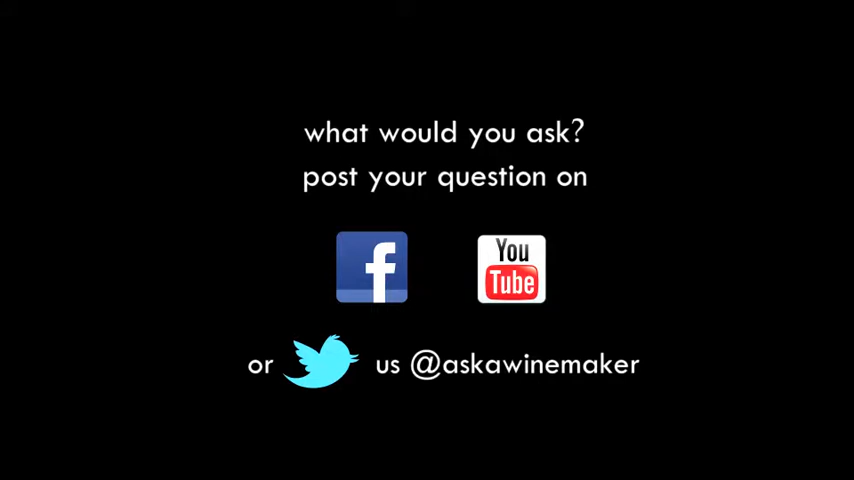 what would you ask?
post your question on
f
You
Tube
or us @askawinemaker